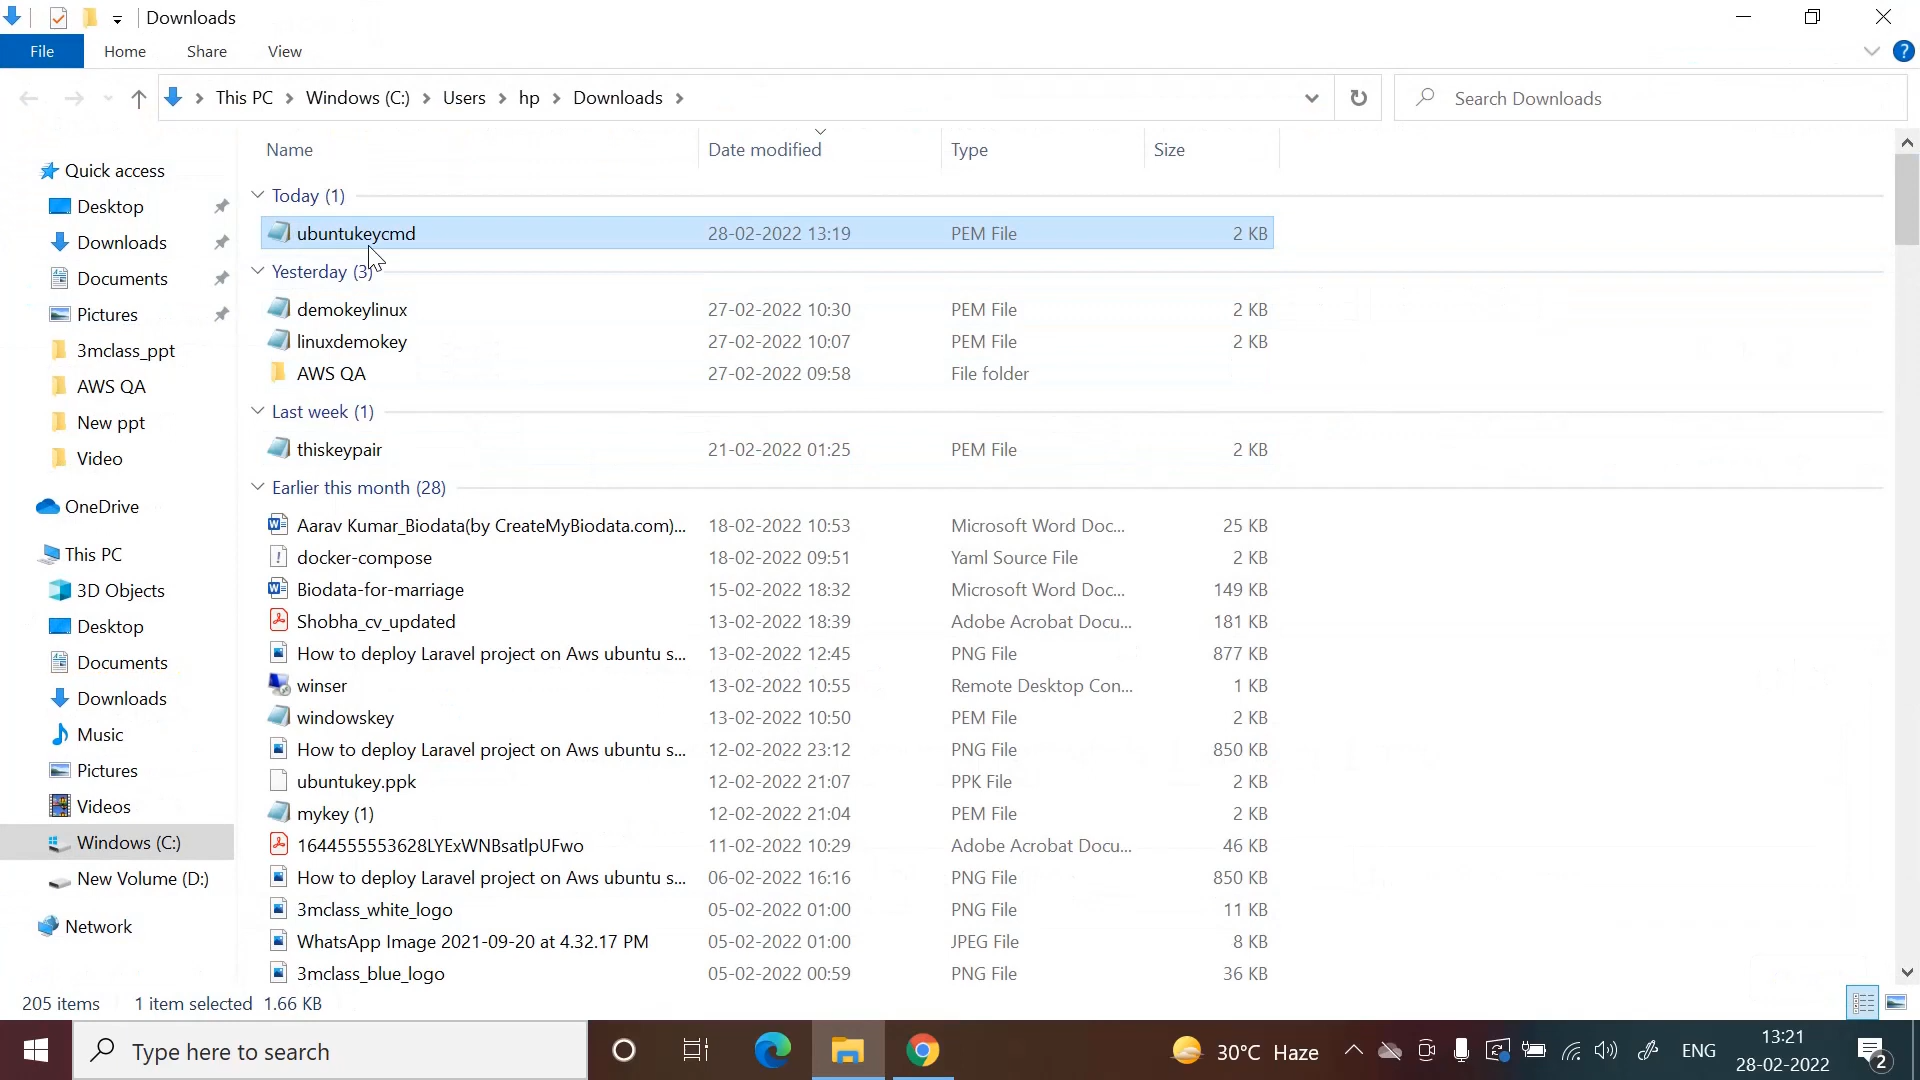 Downloads
File Home Share View
This PC Windows (C:) Users hp Downloads
Search Downloads
Name Date modified Type Size
Quick access
Desktop
Downloads
Documents
Pictures
3mclass_ppt
AWS QA
New ppt
Video
OneDrive
This PC
3D Objects
Desktop
Documents
Downloads
Music
Pictures
Videos
Windows (C:)
New Volume (D:)
Network
Today (1)
ubuntukeycmd 28-02-2022 13:19 PEM File 2 KB
Yesterday (3)
demokeylinux 27-02-2022 10:30 PEM File 2 KB
linuxdemokey 27-02-2022 10:07 PEM File 2 KB
AWS QA 27-02-2022 09:58 File folder
Last week (1)
thiskeypair 21-02-2022 01:25 PEM File 2 KB
Earlier this month (28)
Aarav Kumar_Biodata(by CreateMyBiodata.com)... 18-02-2022 10:53 Microsoft Word Doc... 25 KB
docker-compose 18-02-2022 09:51 Yaml Source File 2 KB
Biodata-for-marriage 15-02-2022 18:32 Microsoft Word Doc... 149 KB
Shobha_cv_updated 13-02-2022 18:39 Adobe Acrobat Docu... 181 KB
How to deploy Laravel project on Aws ubuntu s... 13-02-2022 12:45 PNG File 877 KB
winser 13-02-2022 10:55 Remote Desktop Con... 1 KB
windowskey 13-02-2022 10:50 PEM File 2 KB
How to deploy Laravel project on Aws ubuntu s... 12-02-2022 23:12 PNG File 850 KB
ubuntukey.ppk 12-02-2022 21:07 PPK File 2 KB
mykey (1) 12-02-2022 21:04 PEM File 2 KB
1644555553628LYExWNBsatlpUFwo 11-02-2022 10:29 Adobe Acrobat Docu... 46 KB
How to deploy Laravel project on Aws ubuntu s... 06-02-2022 16:16 PNG File 850 KB
3mclass_white_logo 05-02-2022 01:00 PNG File 11 KB
WhatsApp Image 2021-09-20 at 4.32.17 PM 05-02-2022 01:00 JPEG File 8 KB
3mclass_blue_logo 05-02-2022 00:59 PNG File 36 KB
205 items 1 item selected 1.66 KB
Type here to search
30°C Haze
ENG
13:21
28-02-2022
2